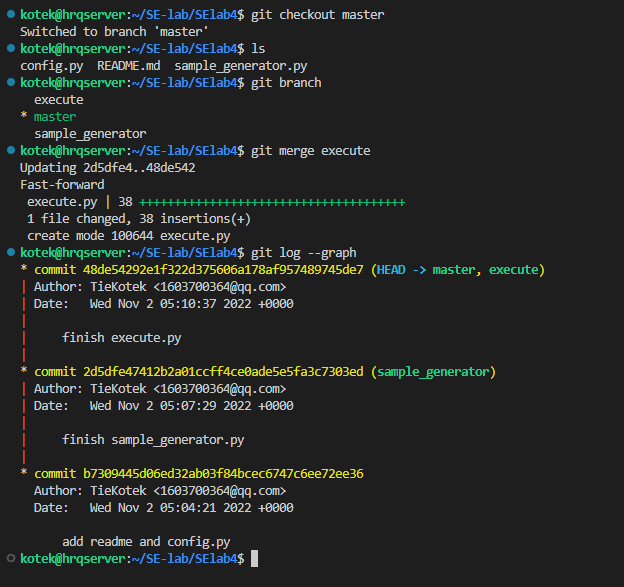 kotek@hrqserver:~/SE-lab/SElab4$ git checkout master
Switched to branch 'master'
kotek@hrqserver:~/SE-lab/SElab4$ ls
config.py  README.md  sample_generator.py
kotek@hrqserver:~/SE-lab/SElab4$ git branch
  execute
* master
  sample_generator
kotek@hrqserver:~/SE-lab/SElab4$ git merge execute
Updating 2d5dfe4..48de542
Fast-forward
 execute.py | 38 ++++++++++++++++++++++++++++++++++++++
 1 file changed, 38 insertions(+)
 create mode 100644 execute.py
kotek@hrqserver:~/SE-lab/SElab4$ git log --graph
* commit 48de54292e1f322d375606a178af957489745de7 (HEAD -> master, execute)
| Author: TieKotek <1603700364@qq.com>
| Date:   Wed Nov 2 05:10:37 2022 +0000
|
|     finish execute.py
|
* commit 2d5dfe47412b2a01ccff4ce0ade5e5fa3c7303ed (sample_generator)
| Author: TieKotek <1603700364@qq.com>
| Date:   Wed Nov 2 05:07:29 2022 +0000
|
|     finish sample_generator.py
|
* commit b7309445d06ed32ab03f84bcec6747c6ee72ee36
  Author: TieKotek <1603700364@qq.com>
  Date:   Wed Nov 2 05:04:21 2022 +0000

      add readme and config.py
kotek@hrqserver:~/SE-lab/SElab4$